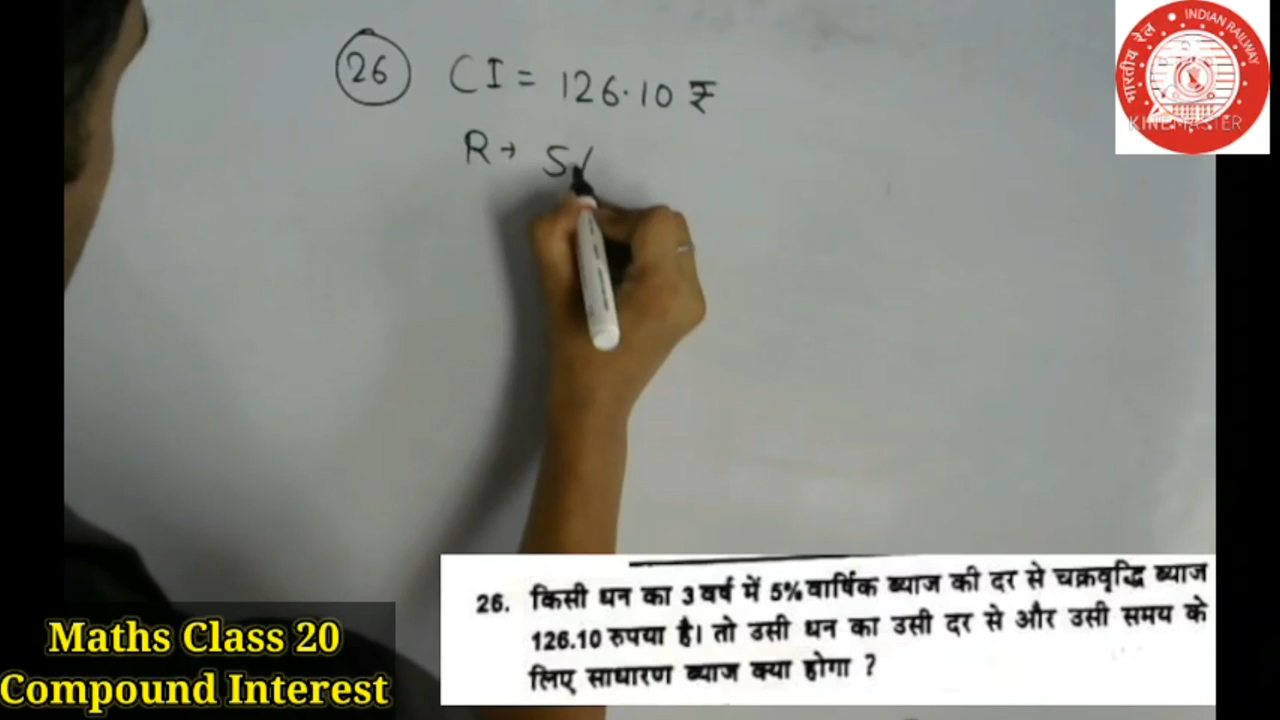 26 CI = 126.10 ₹
R → 5%
भारतीय रेल INDIAN RAILWAY
KINEMASTER
26. किसी धन का 3 वर्ष में 5% वार्षिक ब्याज की दर से चक्रवृद्धि ब्याज
126.10 रुपया है। तो उसी धन का उसी दर से और उसी समय के
लिए साधारण ब्याज क्या होगा ?
Maths Class 20
Compound Interest